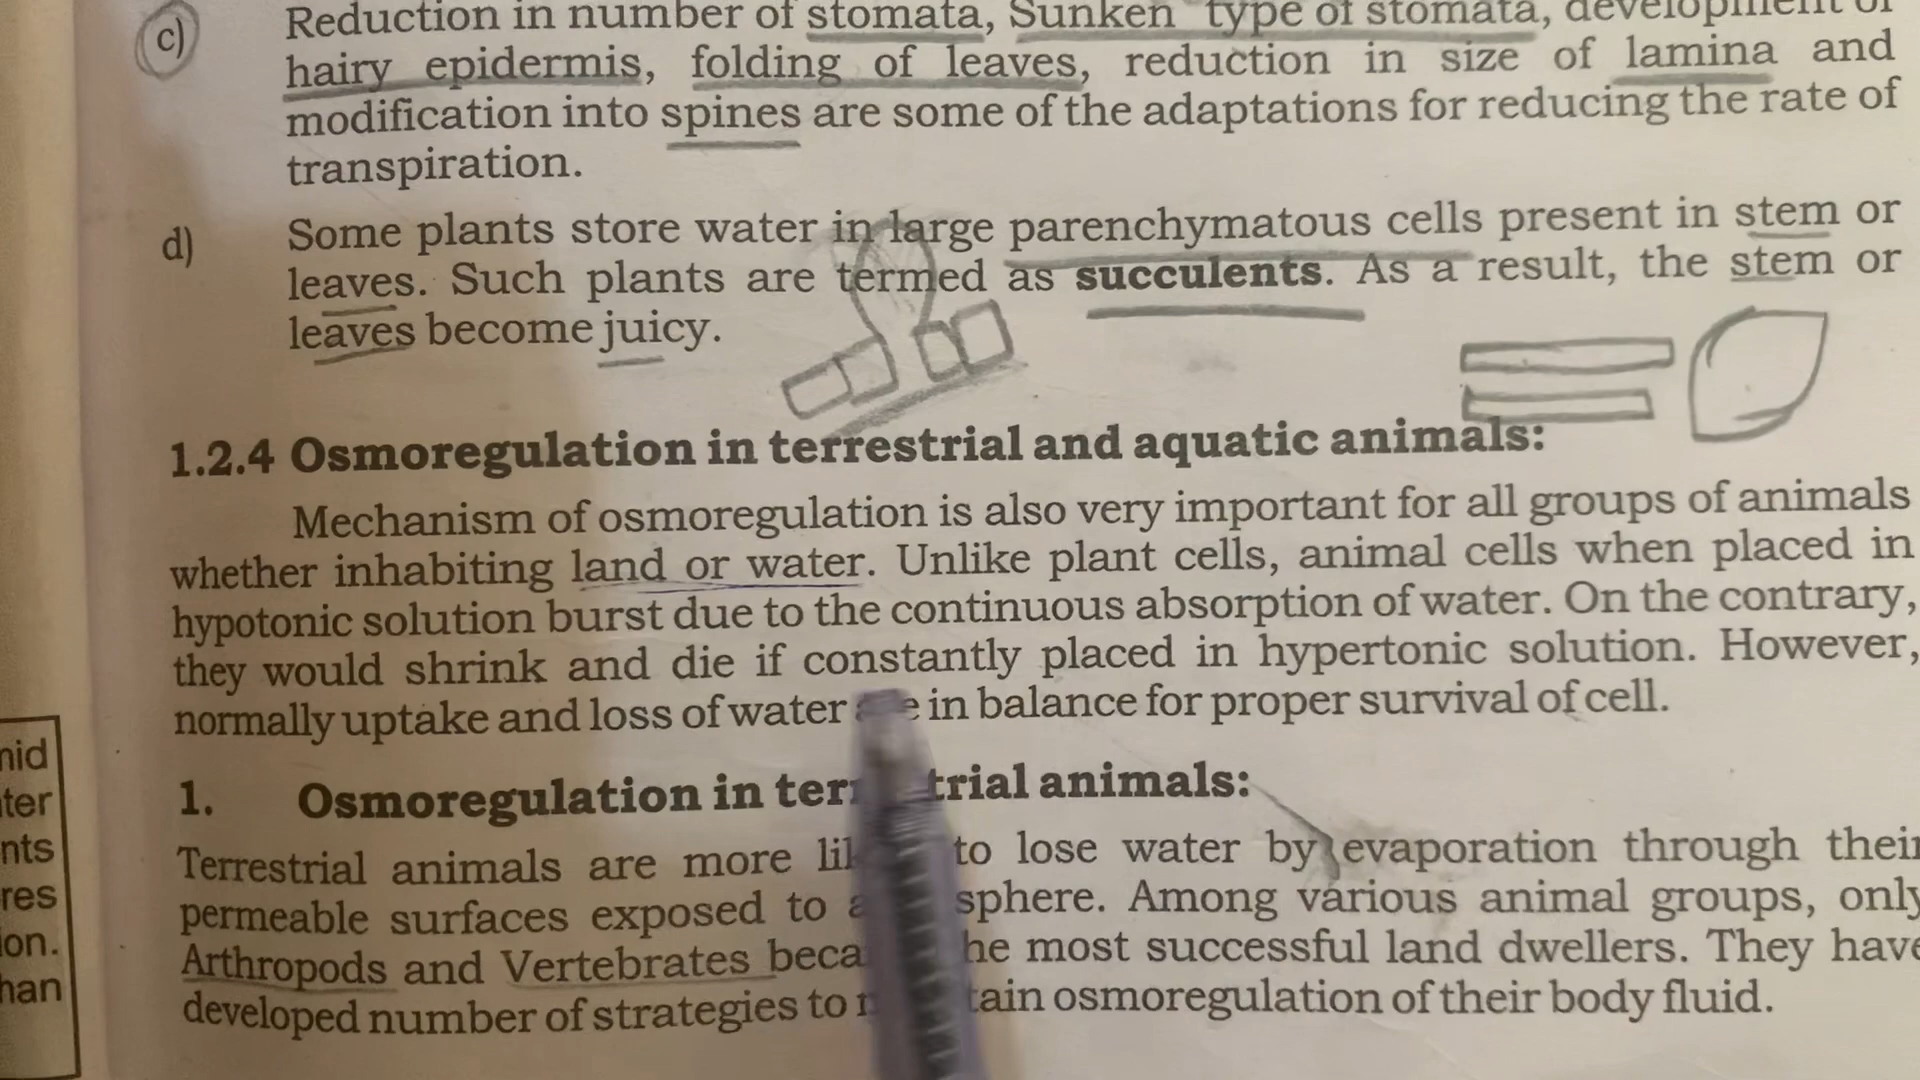 c) Reduction in number of stomata, Sunken type of stomata, development of
hairy epidermis, folding of leaves, reduction in size of lamina and
modification into spines are some of the adaptations for reducing the rate of
transpiration.
d) Some plants store water in large parenchymatous cells present in stem or
leaves. Such plants are termed as succulents. As a result, the stem or
leaves become juicy.
1.2.4 Osmoregulation in terrestrial and aquatic animals:
Mechanism of osmoregulation is also very important for all groups of animals
whether inhabiting land or water. Unlike plant cells, animal cells when placed in
hypotonic solution burst due to the continuous absorption of water. On the contrary,
they would shrink and die if constantly placed in hypertonic solution. However,
normally uptake and loss of water in balance for proper survival of cell.
1. Osmoregulation in terrestrial animals:
Terrestrial animals are more to lose water by evaporation through their
permeable surfaces exposed to sphere. Among various animal groups, only
Arthropods and Vertebrates he most successful land dwellers. They have
developed number of strategies to tain osmoregulation of their body fluid.
nid
ter
nts
res
ion.
han